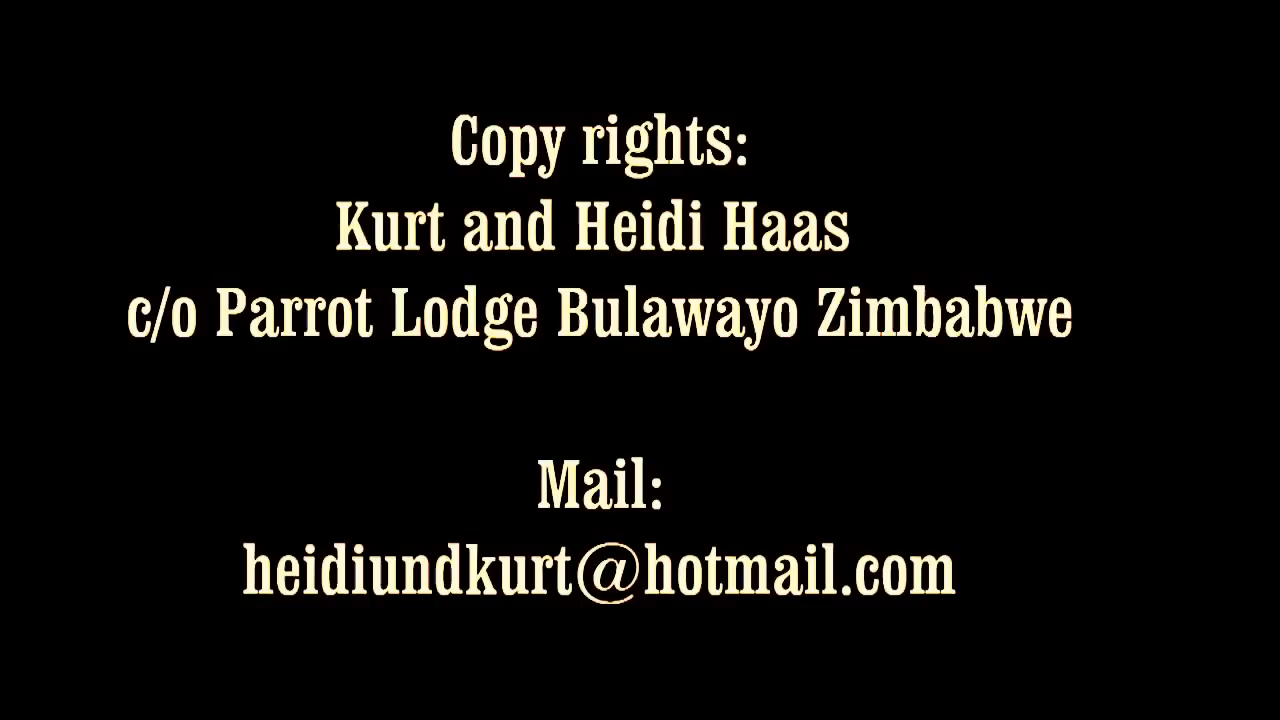 Copy rights:
Kurt and Heidi Haas
c/o Parrot Lodge Bulawayo Zimbabwe
Mail:
heidiundkurt@hotmail.com